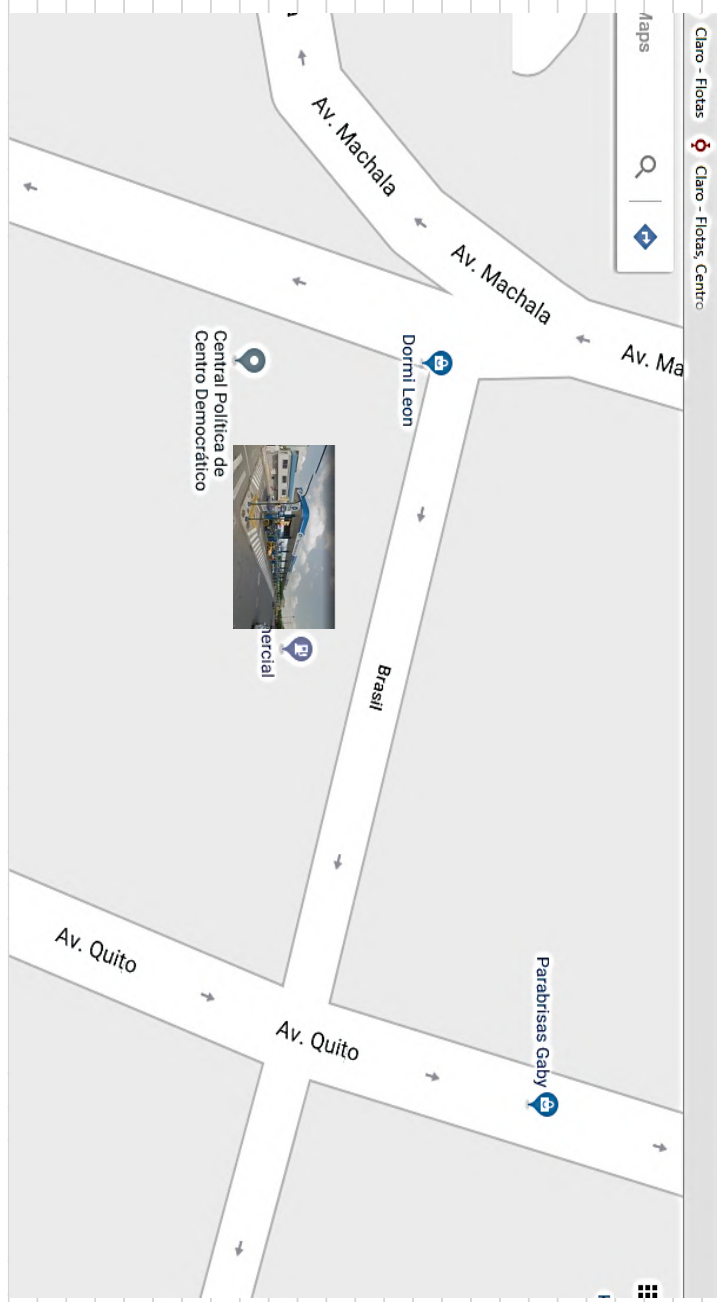 Claro - Flotas
Claro - Flotas, Centro
Maps
Av. Ma
Parabrisas Gaby
Av. Machala
Dormi Leon
Brasil
Av. Machala
Av. Quito
mercial
Central Política de
Centro Democrático
Av. Quito